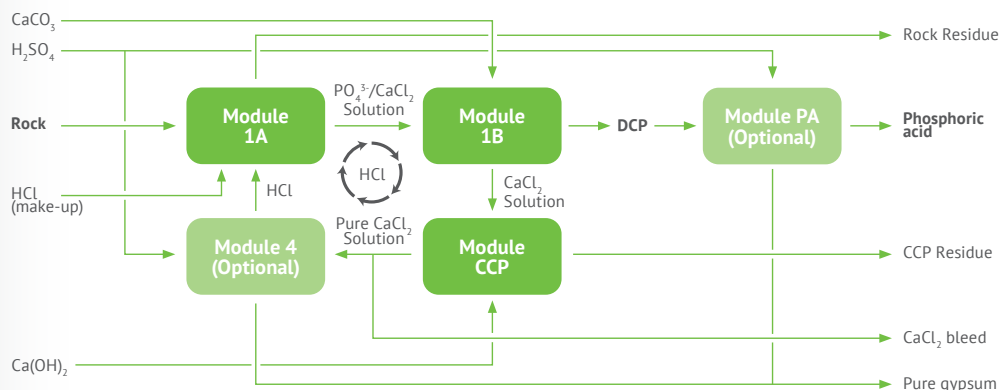 CaCO₃
H₂SO₄
Rock Residue
Module
1A
PO₄³⁻/CaCl₂
Solution
Module
1B
DCP
Module PA
(Optional)
Phosphoric
acid
Rock
HCl
HCl
(make-up)
HCl
CaCl₂
Solution
Pure CaCl₂
Solution
Module 4
(Optional)
Module
CCP
CCP Residue
CaCl₂ bleed
Ca(OH)₂
Pure gypsum